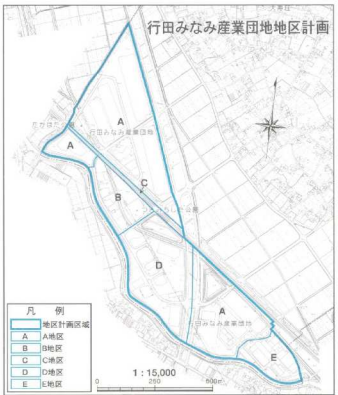 行田みなみ産業団地地区計画
A
行田みなみ産業団地
A
C
B
D
A
行田みなみ産業団地
E
凡 例
地区計画区域
A A地区
B B地区
C C地区
D D地区
E E地区
1：15,000
0 250 500m